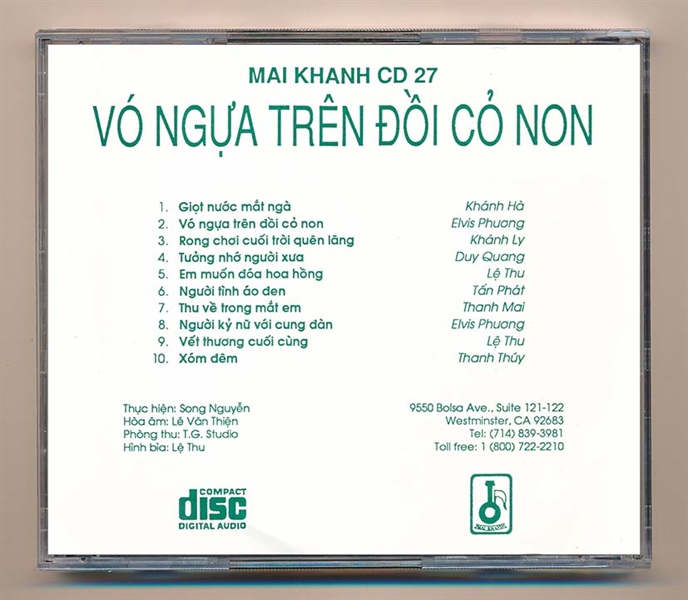 MAI KHANH CD 27
VÓ NGỰA TRÊN ĐỒI CỎ NON
1. Giọt nước mắt ngà Khánh Hà
2. Vó ngựa trên đồi cỏ non Elvis Phương
3. Rong chơi cuối trời quên lãng Khánh Ly
4. Tưởng nhớ người xưa Duy Quang
5. Em muốn đóa hoa hồng Lệ Thu
6. Người tình áo đen Tấn Phát
7. Thu về trong mắt em Thanh Mai
8. Người kỷ nữ với cung đàn Elvis Phương
9. Vết thương cuối cùng Lệ Thu
10. Xóm đêm Thanh Thúy
Thực hiện: Song Nguyễn
Hòa âm: Lê Văn Thiện
Phòng thu: T.G. Studio
Hình bìa: Lệ Thu
9550 Bolsa Ave., Suite 121-122
Westminster, CA 92683
Tel: (714) 839-3981
Toll free: 1 (800) 722-2210
COMPACT
disc
DIGITAL AUDIO
MAI KHANH